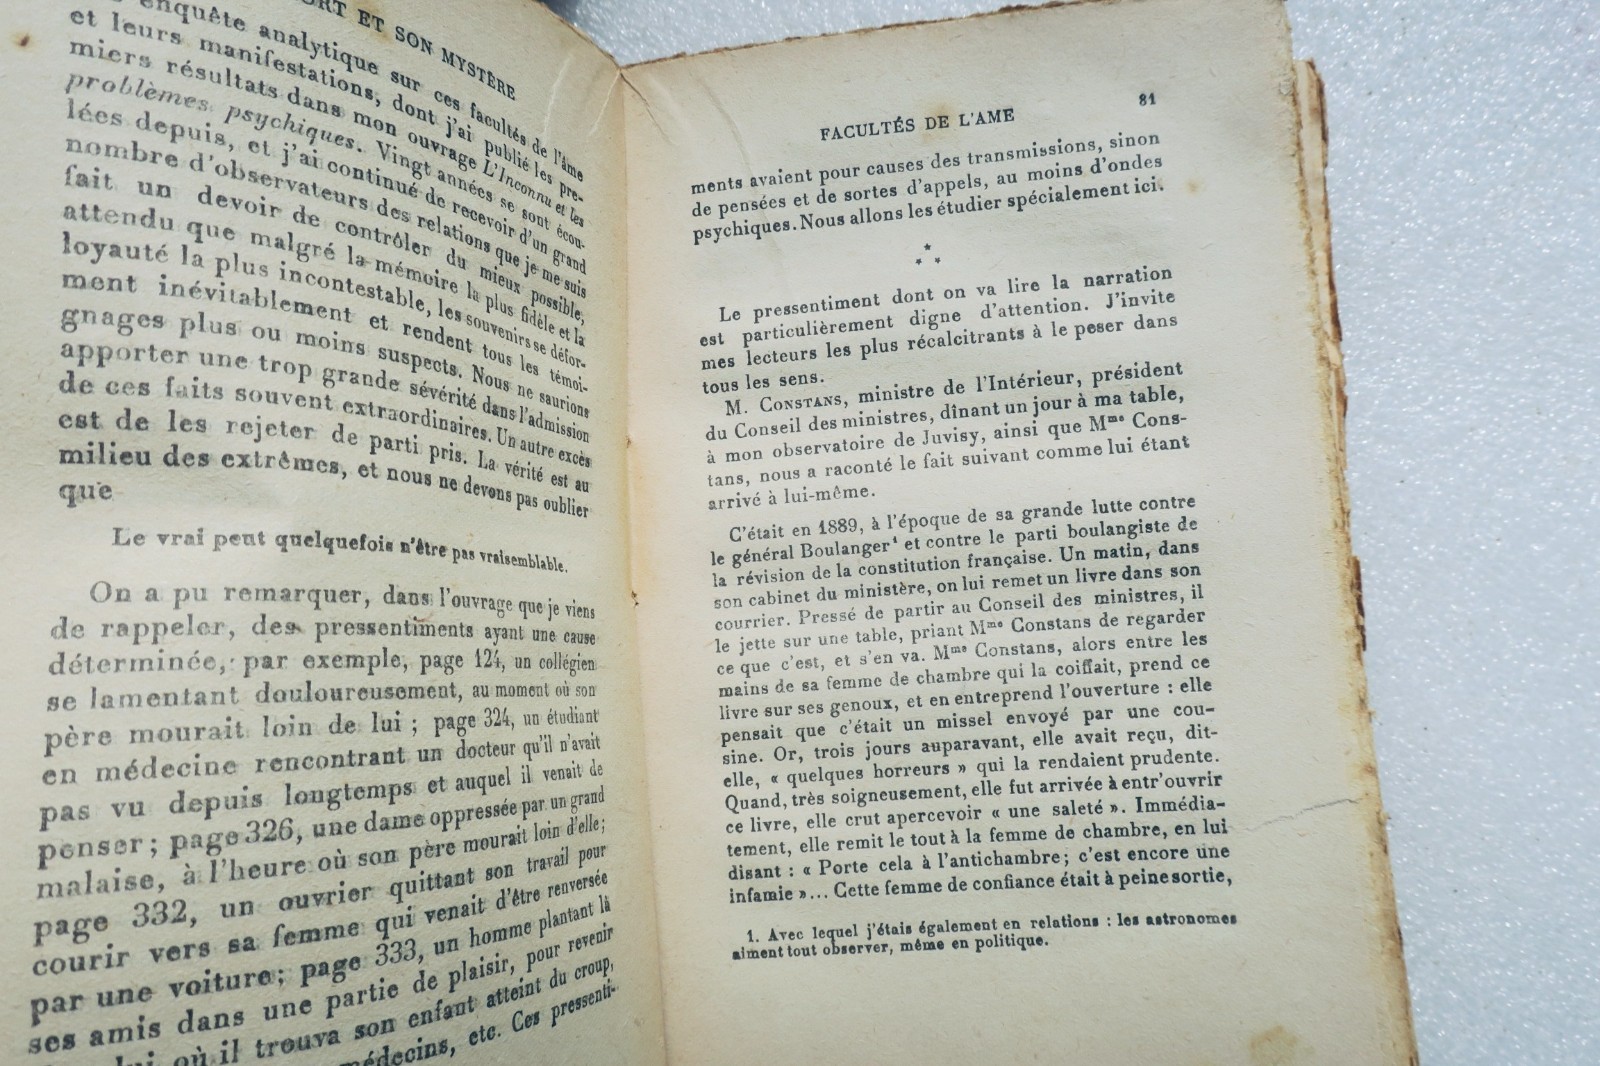 ORT ET SON MYSTÈRE
enquête analytique sur ces facultés de l'âme
et leurs manifestations, dont j'ai publié les pre-
miers résultats dans mon ouvrage L'Inconnu et les
problèmes psychiques. Vingt années se sont écou-
lées depuis, et j'ai continué de recevoir d'un grand
nombre d'observateurs des relations que je me suis
fait un devoir de contrôler du mieux possible,
attendu que malgré la mémoire la plus fidèle et la
loyauté la plus incontestable, les souvenirs se défor-
ment inévitablement et rendent tous les témoi-
gnages plus ou moins suspects. Nous ne saurions
apporter une trop grande sévérité dans l'admission
de ces faits souvent extraordinaires. Un autre excès
est de les rejeter de parti pris. La vérité est au
milieu des extrêmes, et nous ne devons pas oublier
que
Le vrai peut quelquefois n'être pas vraisemblable.
On a pu remarquer, dans l'ouvrage que je viens
de rappeler, des pressentiments ayant une cause
déterminée, par exemple, page 124, un collégien
se lamentant douloureusement, au moment où son
père mourait loin de lui ; page 324, un étudiant
en médecine rencontrant un docteur qu'il n'avait
pas vu depuis longtemps et auquel il venait de
penser ; page 326, une dame oppressée par un grand
malaise, à l'heure où son père mourait loin d'elle ;
page 332, un ouvrier quittant son travail pour
courir vers sa femme qui venait d'être renversée
par une voiture ; page 333, un homme plantant là
ses amis dans une partie de plaisir, pour revenir
lui où il trouva son enfant atteint du croup,
médecins, etc. Ces pressenti-
FACULTÉS DE L'AME 81
ments avaient pour causes des transmissions, sinon
de pensées et de sortes d'appels, au moins d'ondes
psychiques. Nous allons les étudier spécialement ici.
* * *
Le pressentiment dont on va lire la narration
est particulièrement digne d'attention. J'invite
mes lecteurs les plus récalcitrants à le peser dans
tous les sens.
M. CONSTANS, ministre de l'Intérieur, président
du Conseil des ministres, dînant un jour à ma table,
à mon observatoire de Juvisy, ainsi que Mme Cons-
tans, nous a raconté le fait suivant comme lui étant
arrivé à lui-même.
C'était en 1889, à l'époque de sa grande lutte contre
le général Boulanger¹ et contre le parti boulangiste de
la révision de la constitution française. Un matin, dans
son cabinet du ministère, on lui remet un livre dans son
courrier. Pressé de partir au Conseil des ministres, il
le jette sur une table, priant Mme Constans de regarder
ce que c'est, et s'en va. Mme Constans, alors entre les
mains de sa femme de chambre qui la coiffait, prend ce
livre sur ses genoux, et en entreprend l'ouverture : elle
pensait que c'était un missel envoyé par une cou-
sine. Or, trois jours auparavant, elle avait reçu, dit-
elle, « quelques horreurs » qui la rendaient prudente.
Quand, très soigneusement, elle fut arrivée à entr'ouvrir
ce livre, elle crut apercevoir « une saleté ». Immédia-
tement, elle remit le tout à la femme de chambre, en lui
disant : « Porte cela à l'antichambre ; c'est encore une
infamie »... Cette femme de confiance était à peine sortie,
1. Avec lequel j'étais également en relations : les astronomes
aiment tout observer, même en politique.